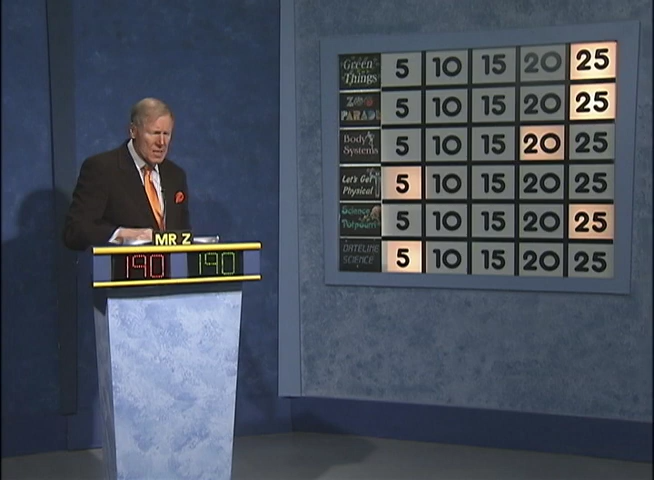 Green Things 5 10 15 20 25
ZOO PARADE 5 10 15 20 25
Body Systems 5 10 15 20 25
Let's Get Physical 5 10 15 20 25
Science Potpourri 5 10 15 20 25
DATELINE SCIENCE 5 10 15 20 25
MR Z
190 190